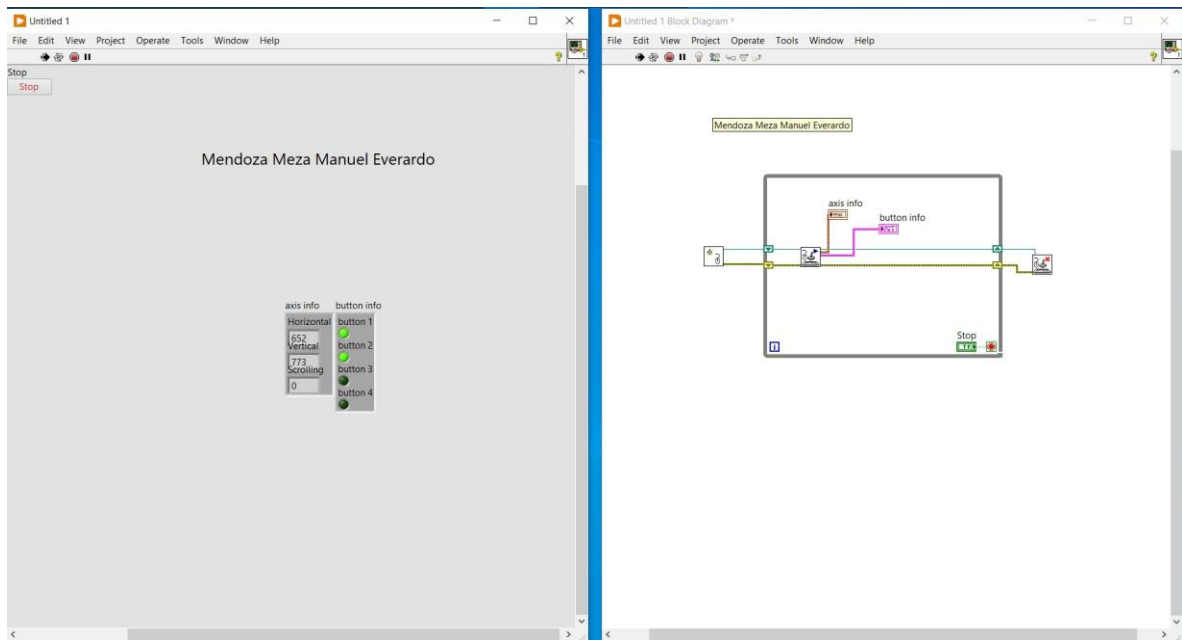 Untitled 1
File Edit View Project Operate Tools Window Help
Stop
Stop
Mendoza Meza Manuel Everardo
axis info button info
Horizontal button 1
652
Vertical button 2
773
Scrolling button 3
0
button 4
Untitled 1 Block Diagram *
File Edit View Project Operate Tools Window Help
Mendoza Meza Manuel Everardo
axis info
button info
Stop
TF
i